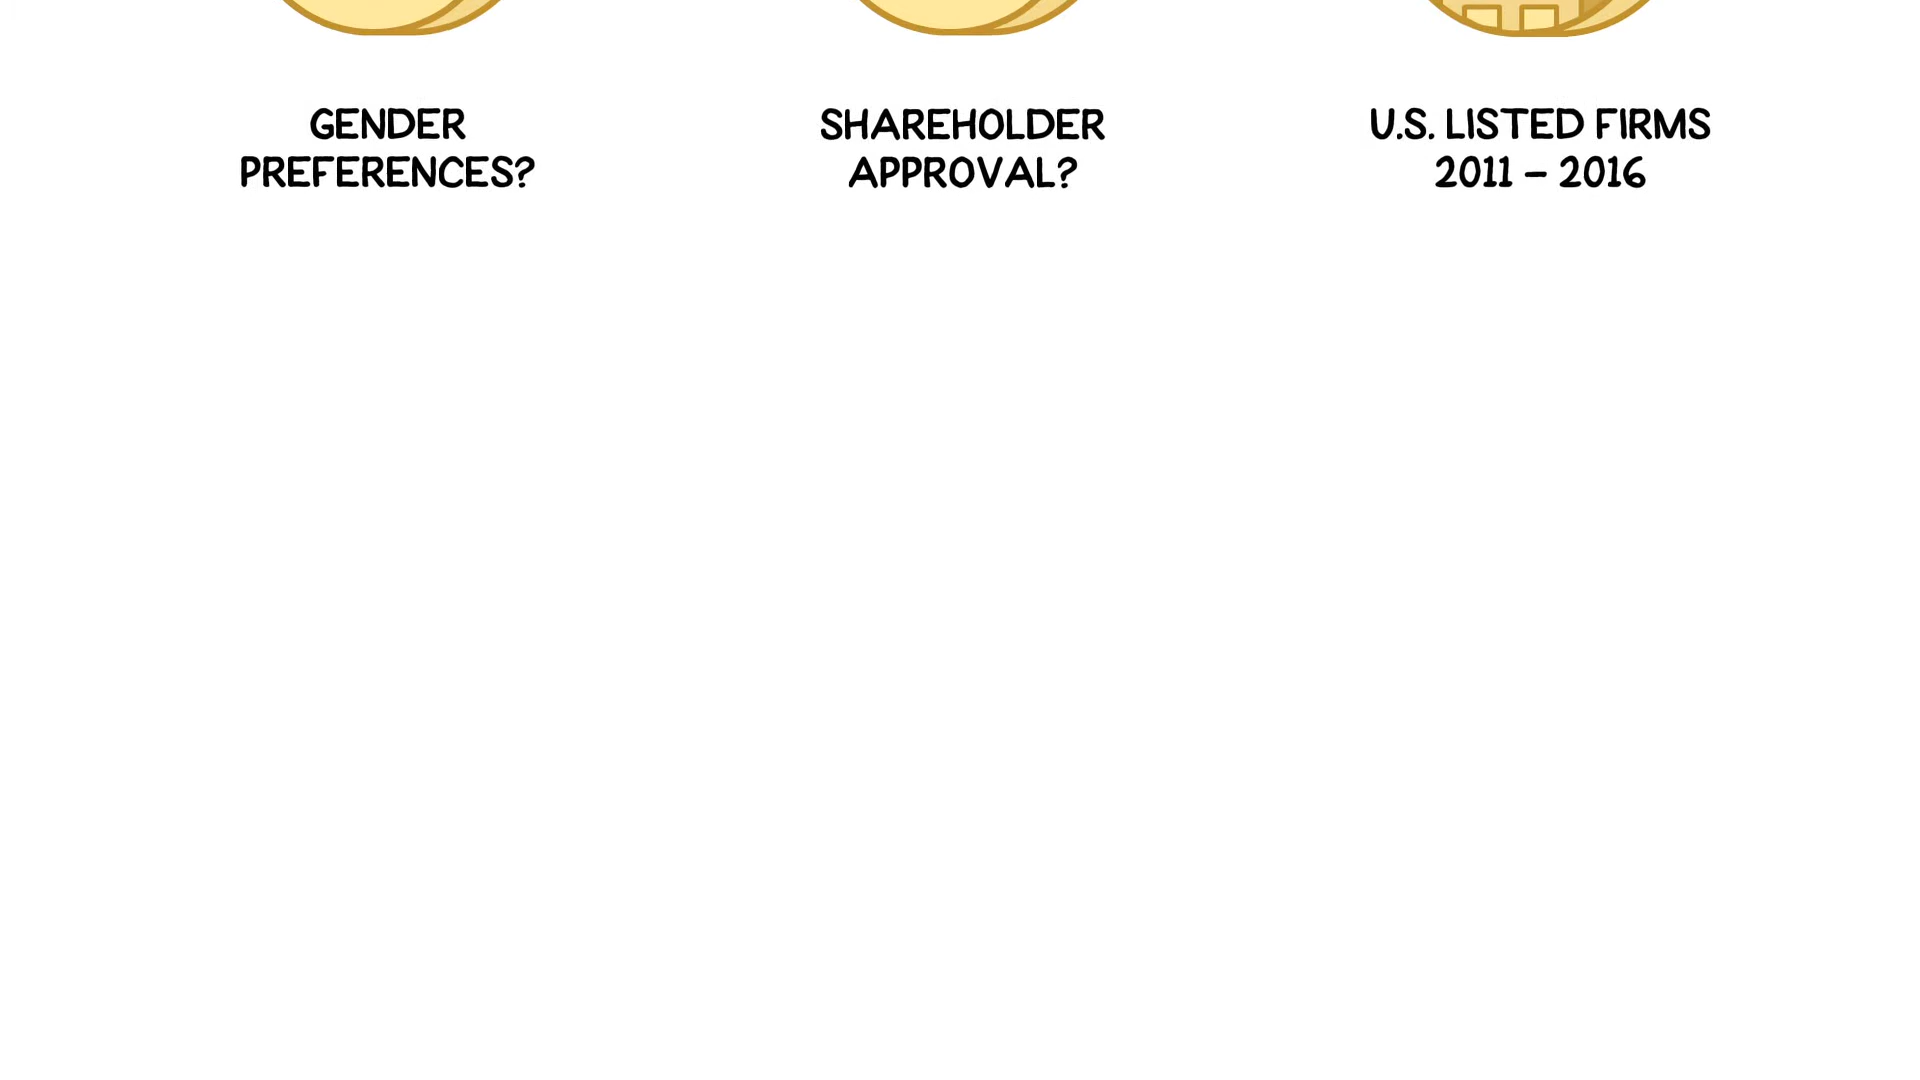 GENDER
PREFERENCES?
SHAREHOLDER
APPROVAL?
U.S. LISTED FIRMS
2011 – 2016